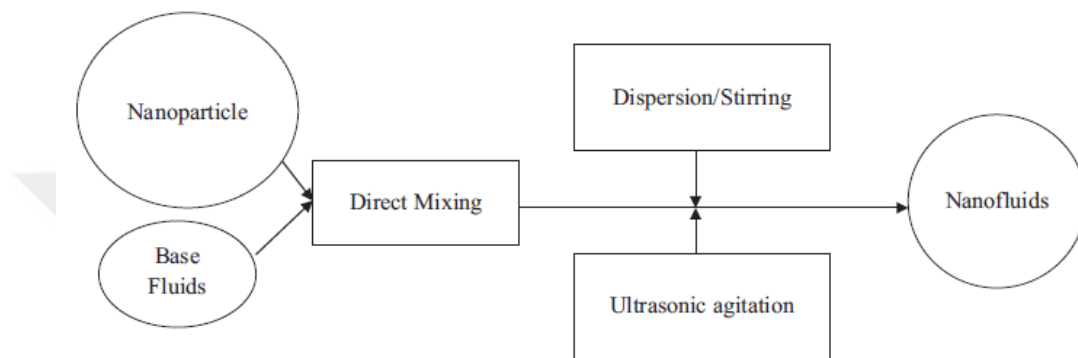 Nanoparticle
Base
Fluids
Direct Mixing
Dispersion/Stirring
Ultrasonic agitation
Nanofluids